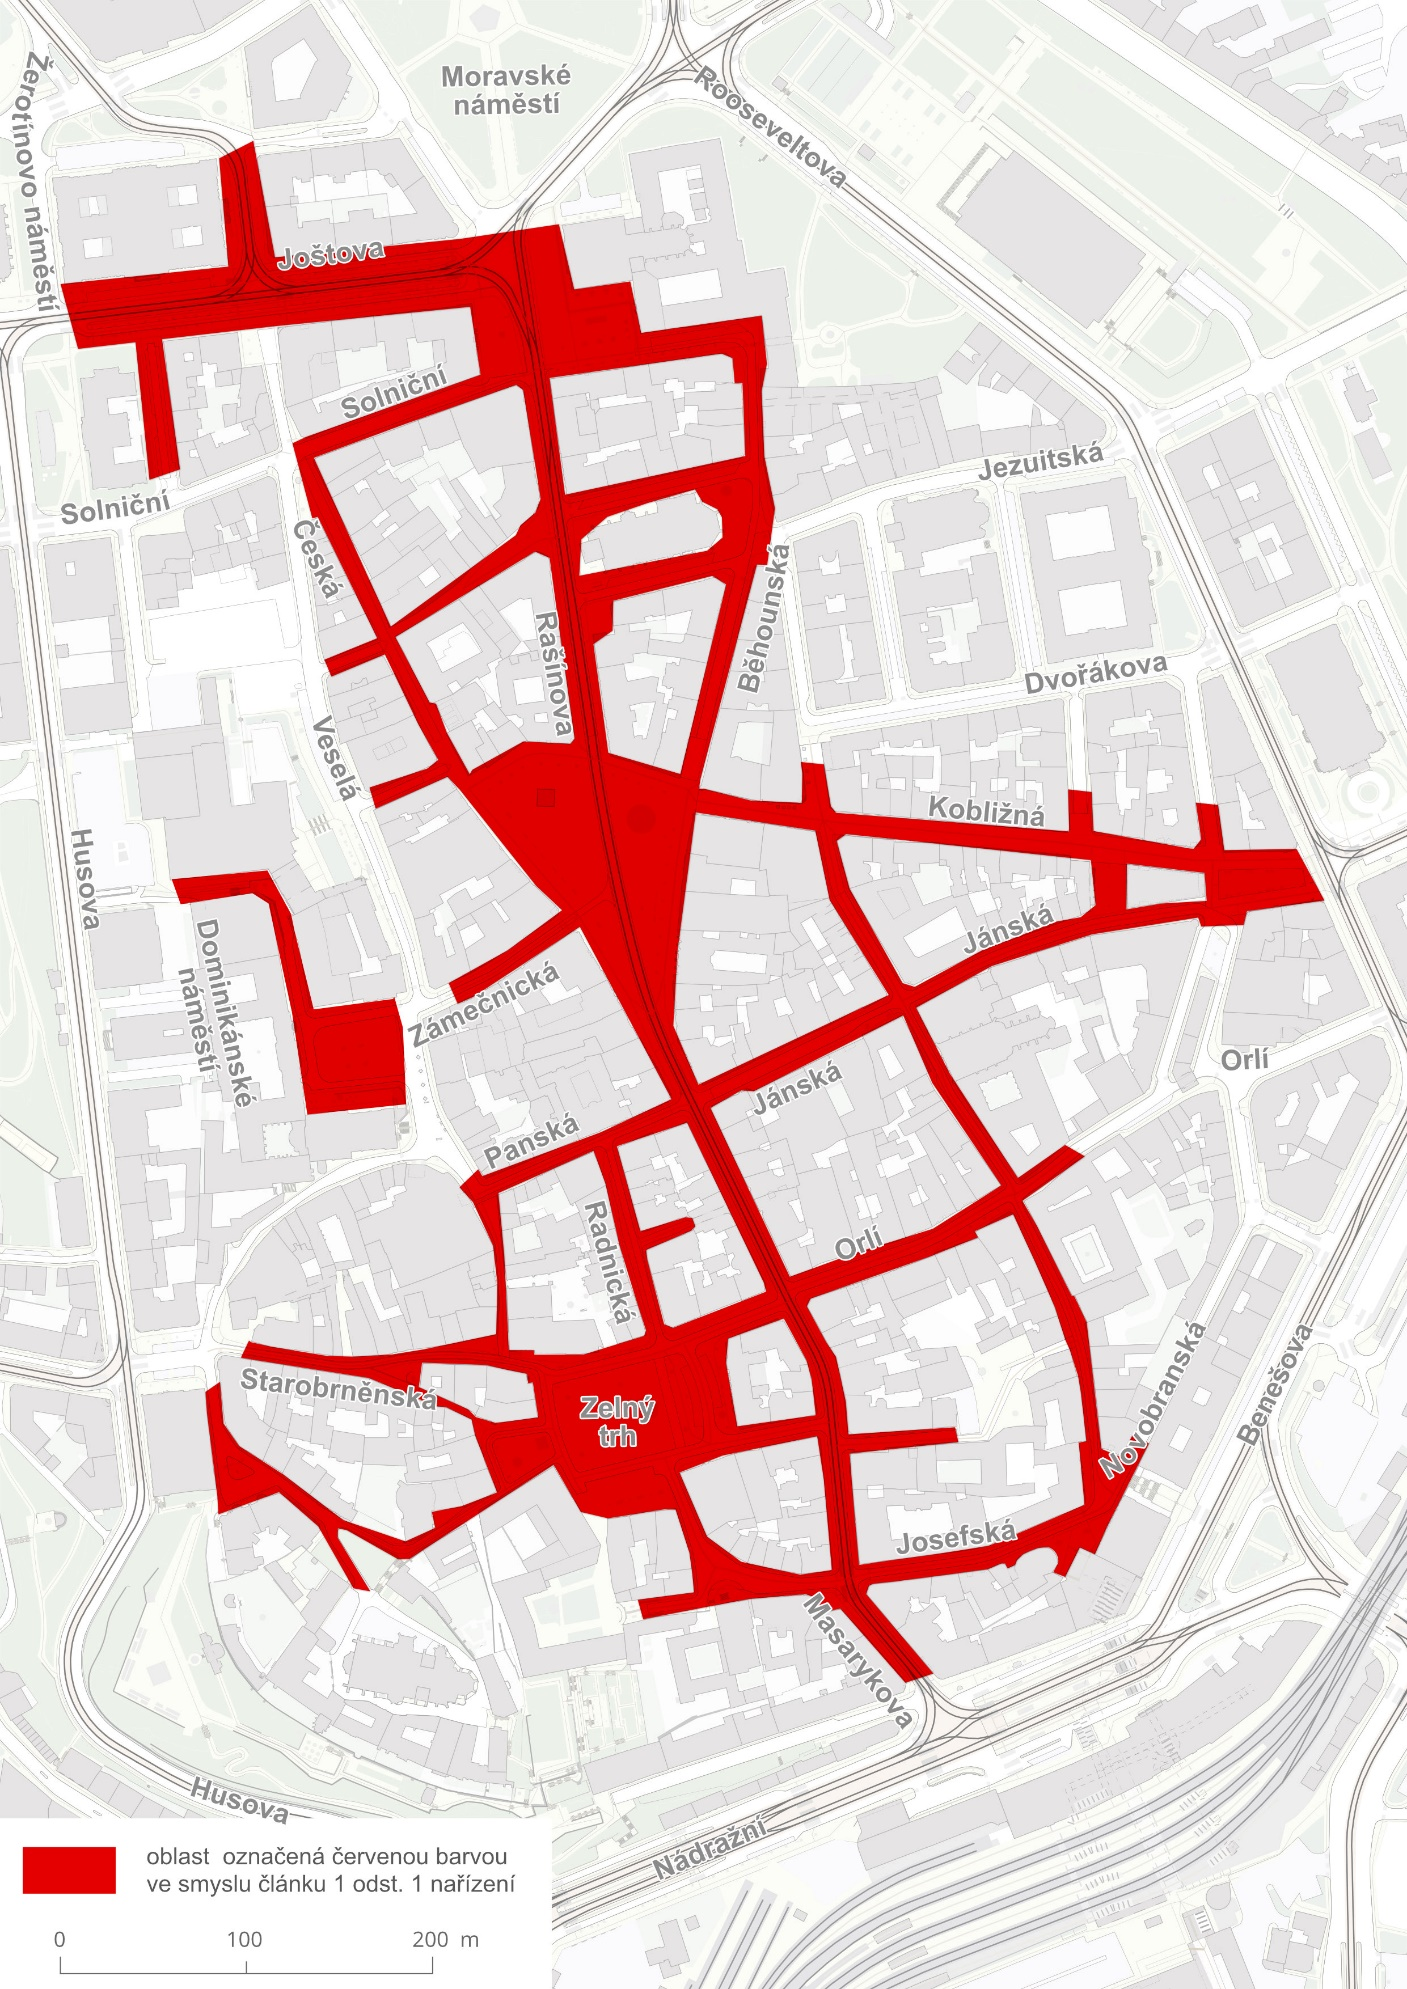 Moravské
náměstí
Rooseveltova
Žerotínovo náměstí
Joštova
Solniční
Solniční
Jezuitská
Česká
Běhounská
Rašínova
Dvořákova
Veselá
Kobližná
Husova
Jánská
Dominikánské
náměstí
Zámečnická
Orlí
Jánská
Panská
Radnická
Orlí
Starobrněnská
Zelný
trh
Novobranská
Benešova
Josefská
Masarykova
Husova
Nádražní
oblast označená červenou barvou
ve smyslu článku 1 odst. 1 nařízení
0 100 200 m